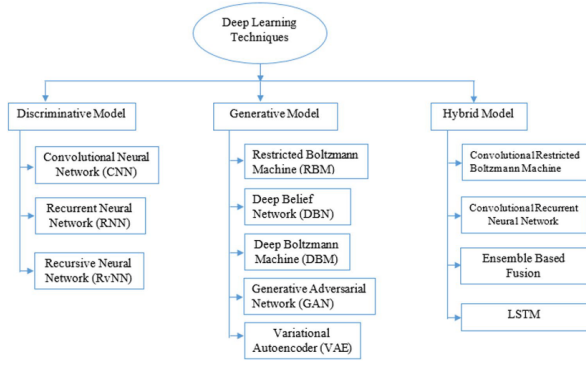 Deep Learning
Techniques
Discriminative Model
Generative Model
Hybrid Model
Convolutional Neural
Network (CNN)
Recurrent Neural
Network (RNN)
Recursive Neural
Network (RvNN)
Restricted Boltzmann
Machine (RBM)
Deep Belief
Network (DBN)
Deep Boltzmann
Machine (DBM)
Generative Adversarial
Network (GAN)
Variational
Autoencoder (VAE)
Convolutional Restricted
Boltzmann Machine
Convolutional Recurrent
Neural Network
Ensemble Based
Fusion
LSTM